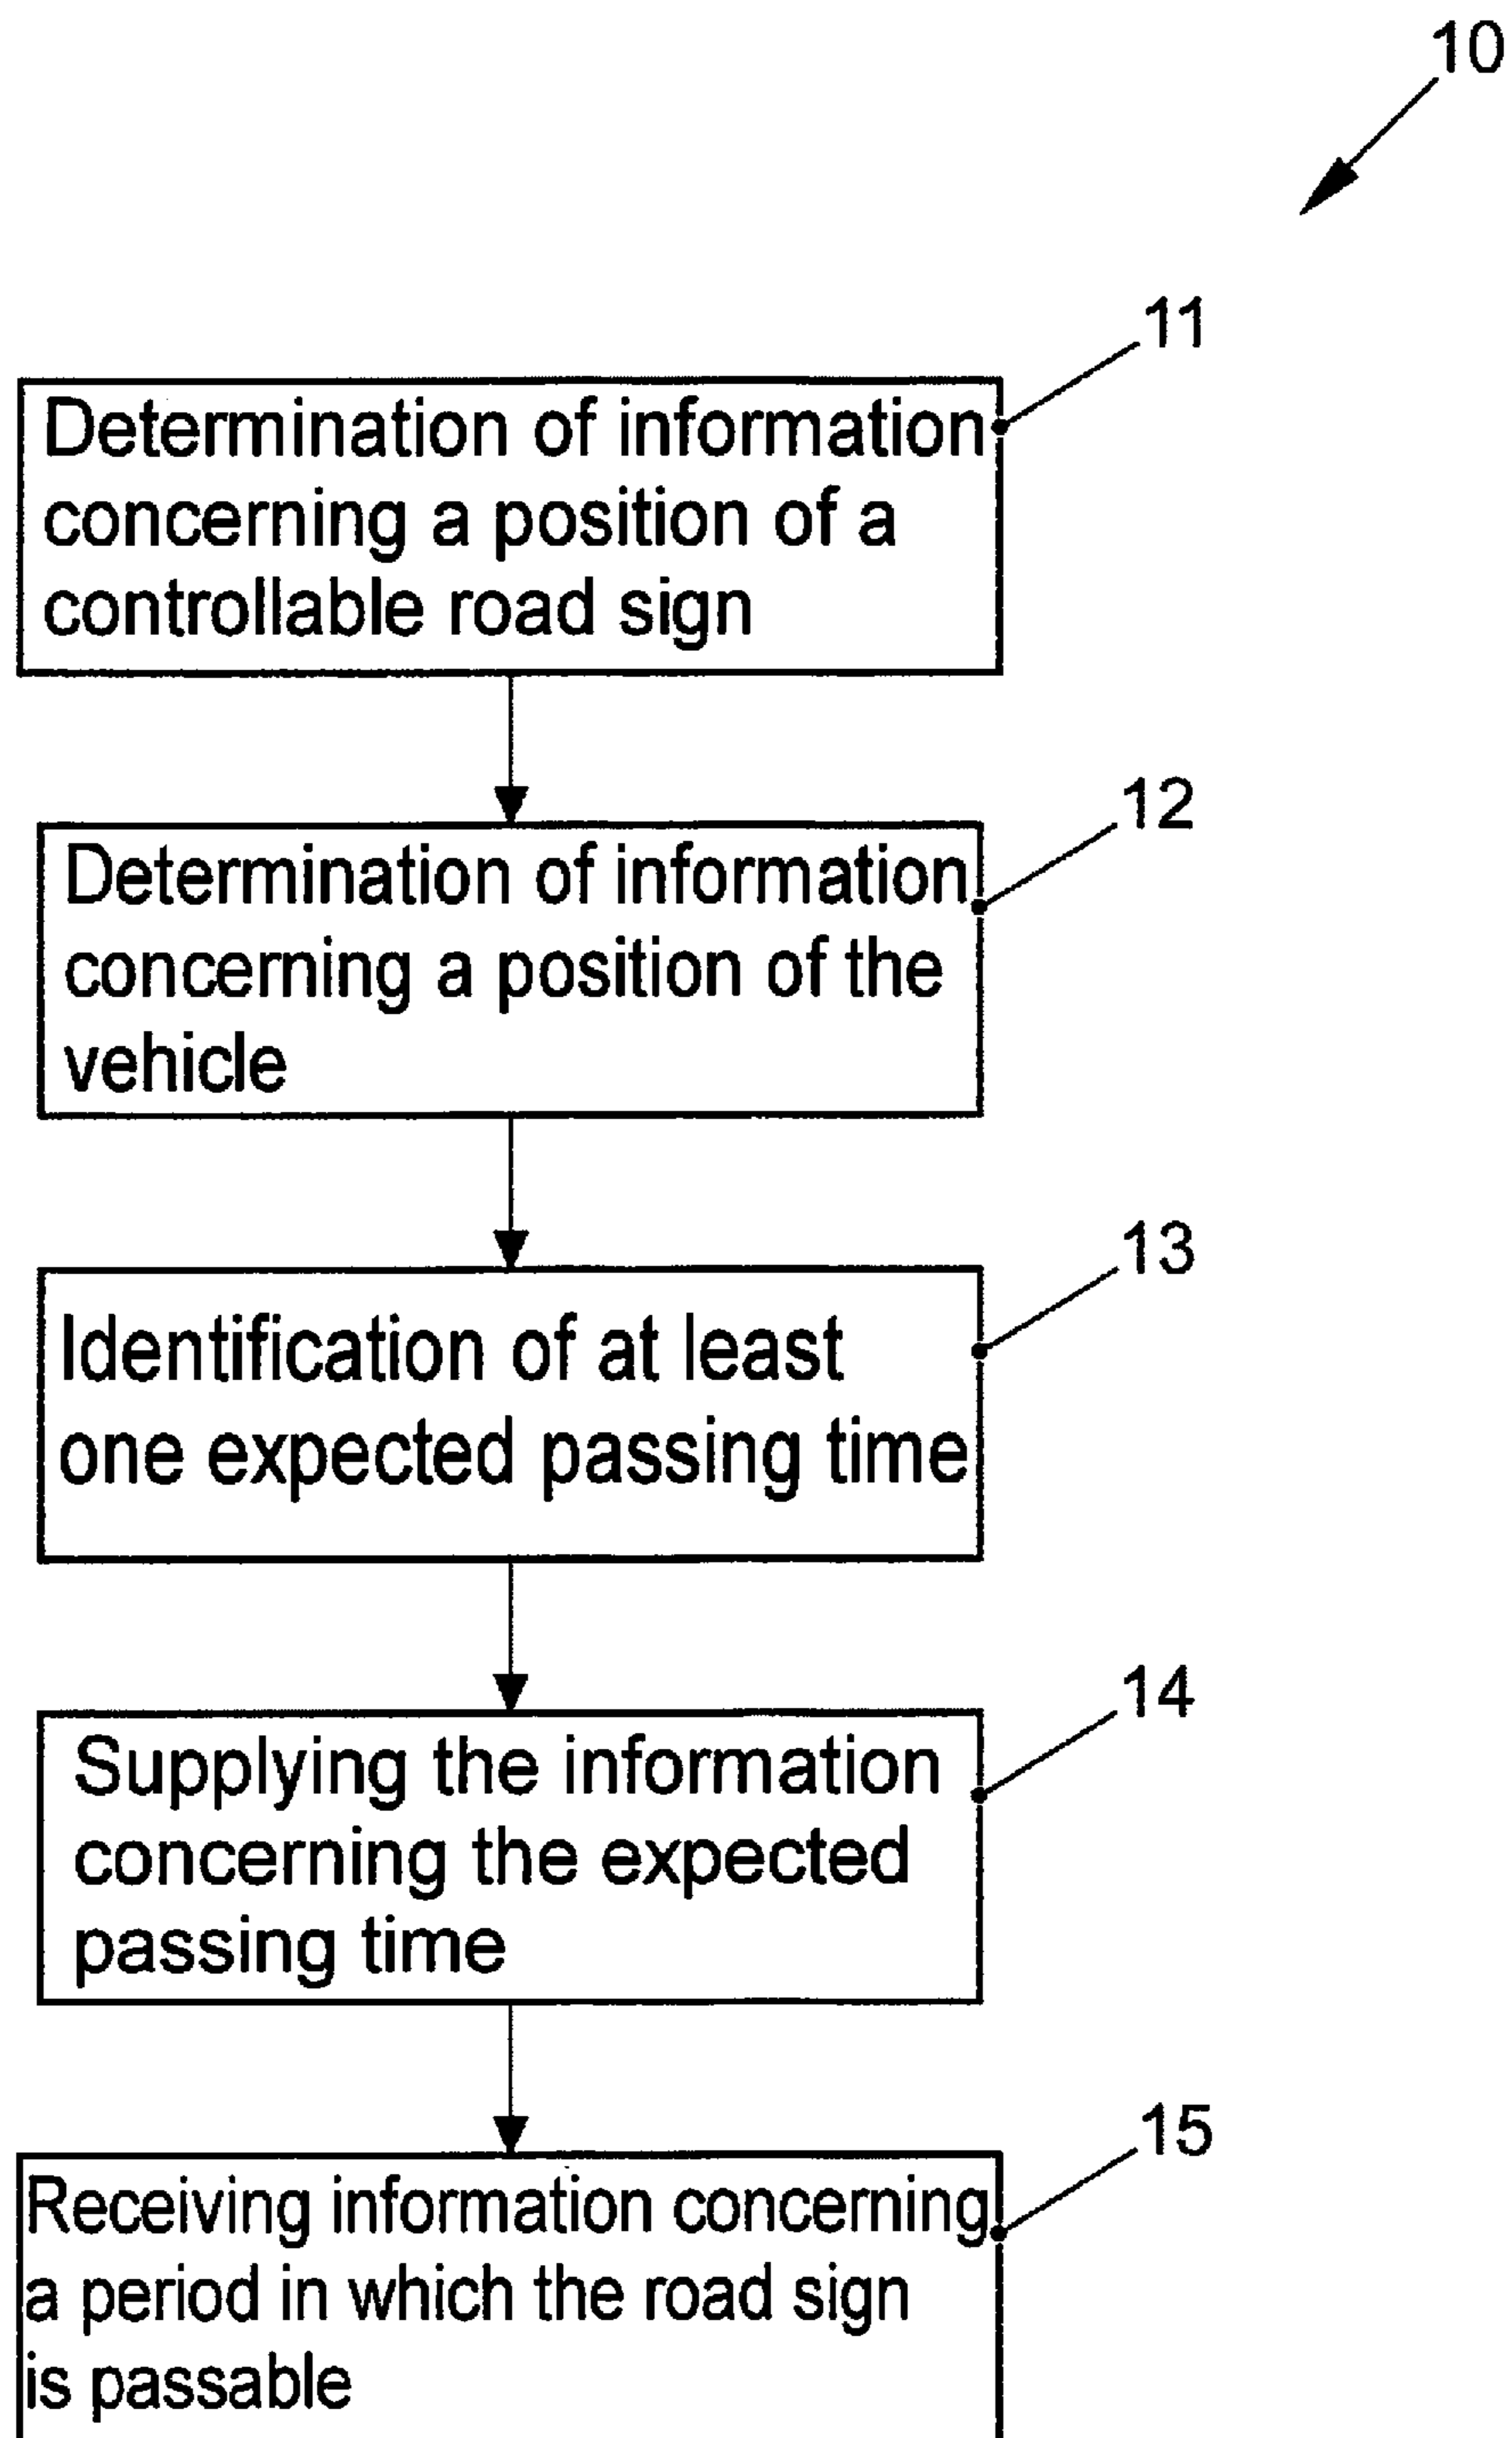 10
11
Determination of information
concerning a position of a
controllable road sign
12
Determination of information
concerning a position of the
vehicle
13
Identification of at least
one expected passing time
14
Supplying the information
concerning the expected
passing time
15
Receiving information concerning
a period in which the road sign
is passable